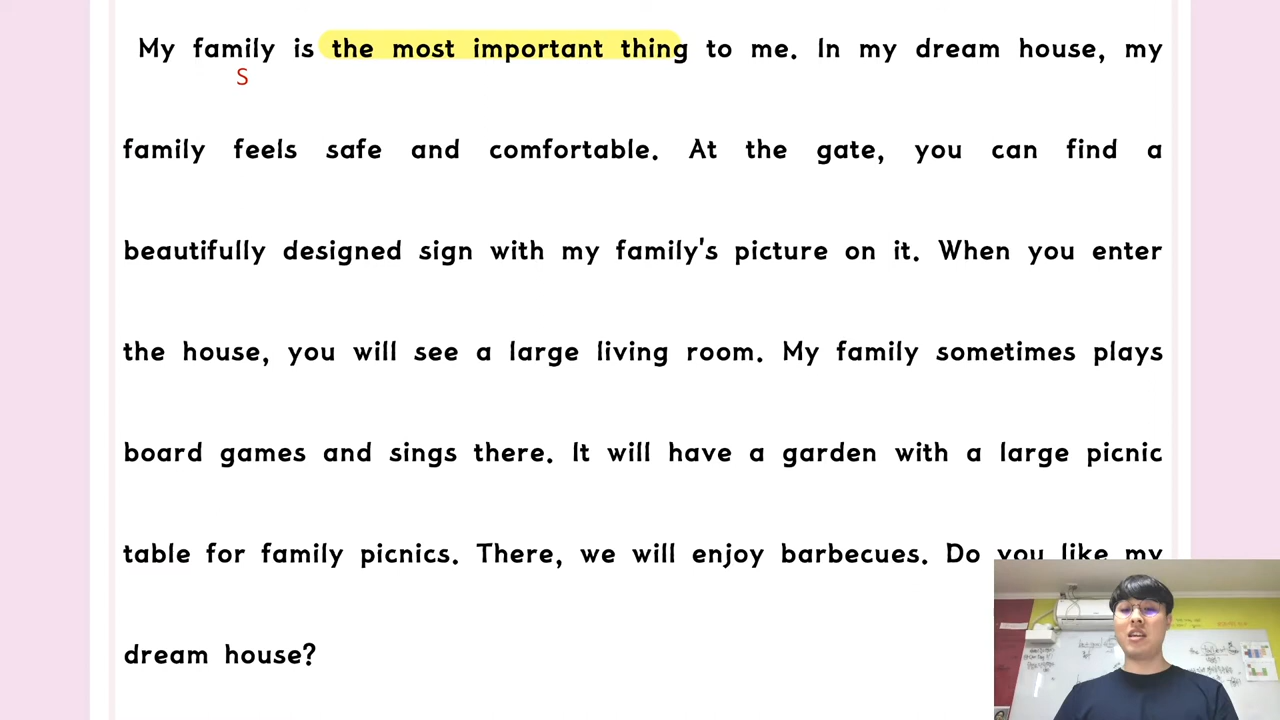 My family is the most important thing to me. In my dream house, my
S
family feels safe and comfortable. At the gate, you can find a
beautifully designed sign with my family's picture on it. When you enter
the house, you will see a large living room. My family sometimes plays
board games and sings there. It will have a garden with a large picnic
table for family picnics. There, we will enjoy barbecues. Do you like my
dream house?